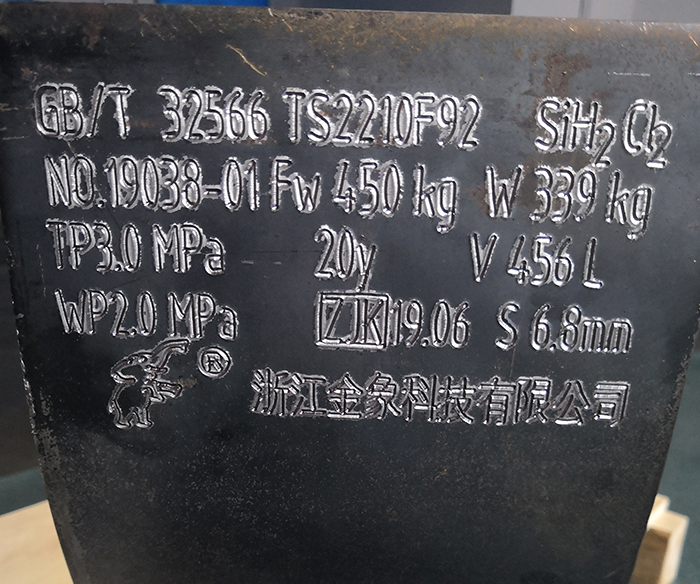 GB/T 32566 TS2210F92 SiH₂Cl₂
NO.19038-01 Fw 450 kg W 339 kg
TP3.0 MPa 20y V 456 L
WP2.0 MPa ZJK 19.06 S 6.8mm
® 浙江金象科技有限公司